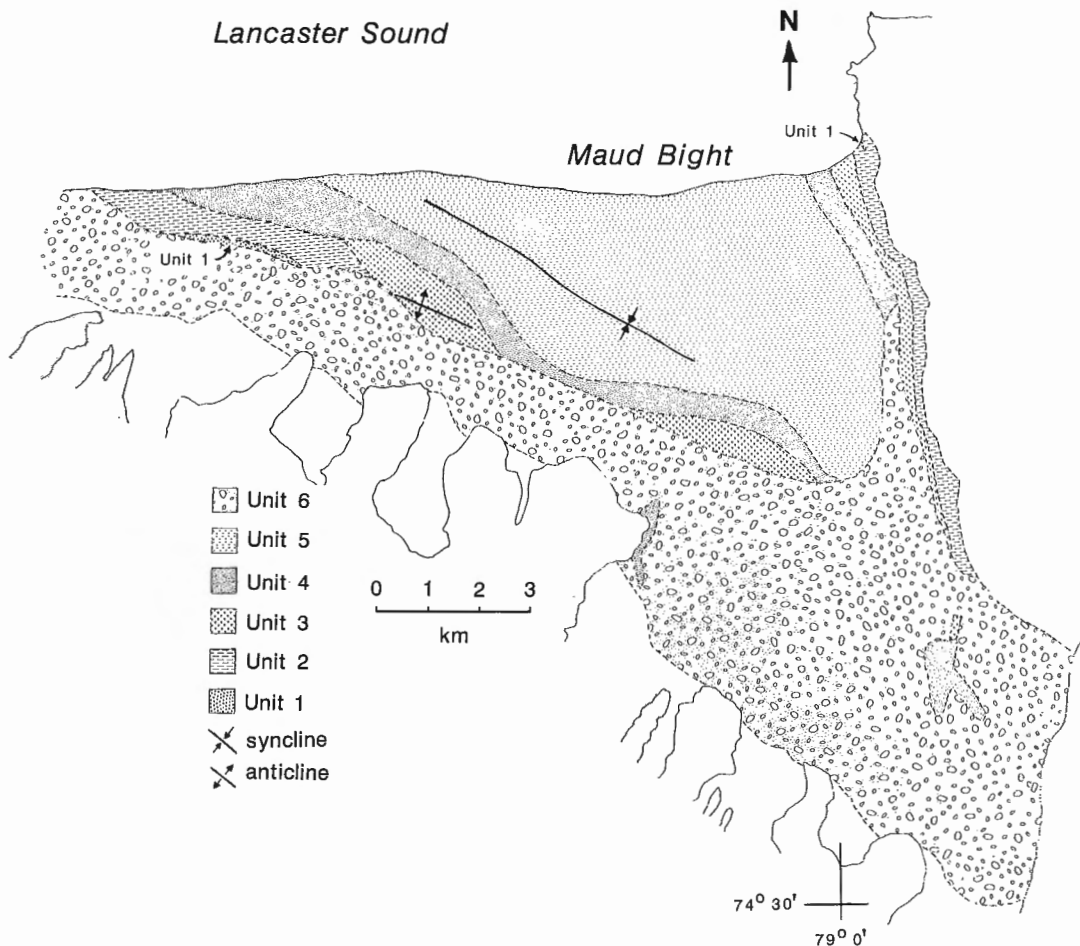 Lancaster Sound
N
Unit 1
Maud Bight
Unit 1
Unit 6
Unit 5
Unit 4
Unit 3
Unit 2
Unit 1
syncline
anticline
0 1 2 3
km
74° 30'
79° 0'